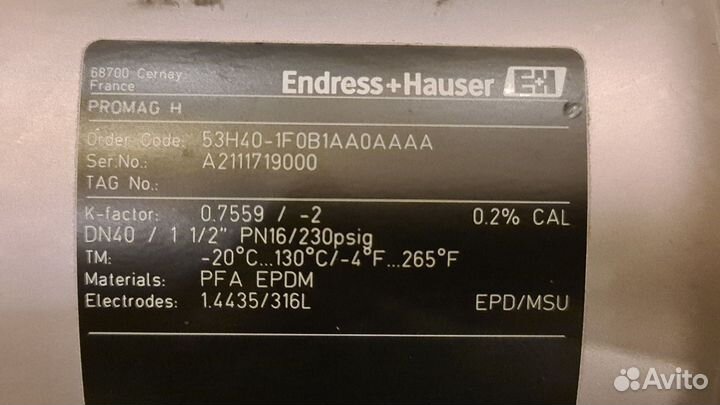 68700 Cernay
France
Endress+Hauser E+H
PROMAG H
Order Code: 53H40-1F0B1AA0AAAA
Ser.No.: A2111719000
TAG No.:
K-factor: 0.7559 / -2 0.2% CAL
DN40 / 1 1/2" PN16/230psig
TM: -20°C...130°C/-4°F...265°F
Materials: PFA EPDM
Electrodes: 1.4435/316L EPD/MSU
Avito